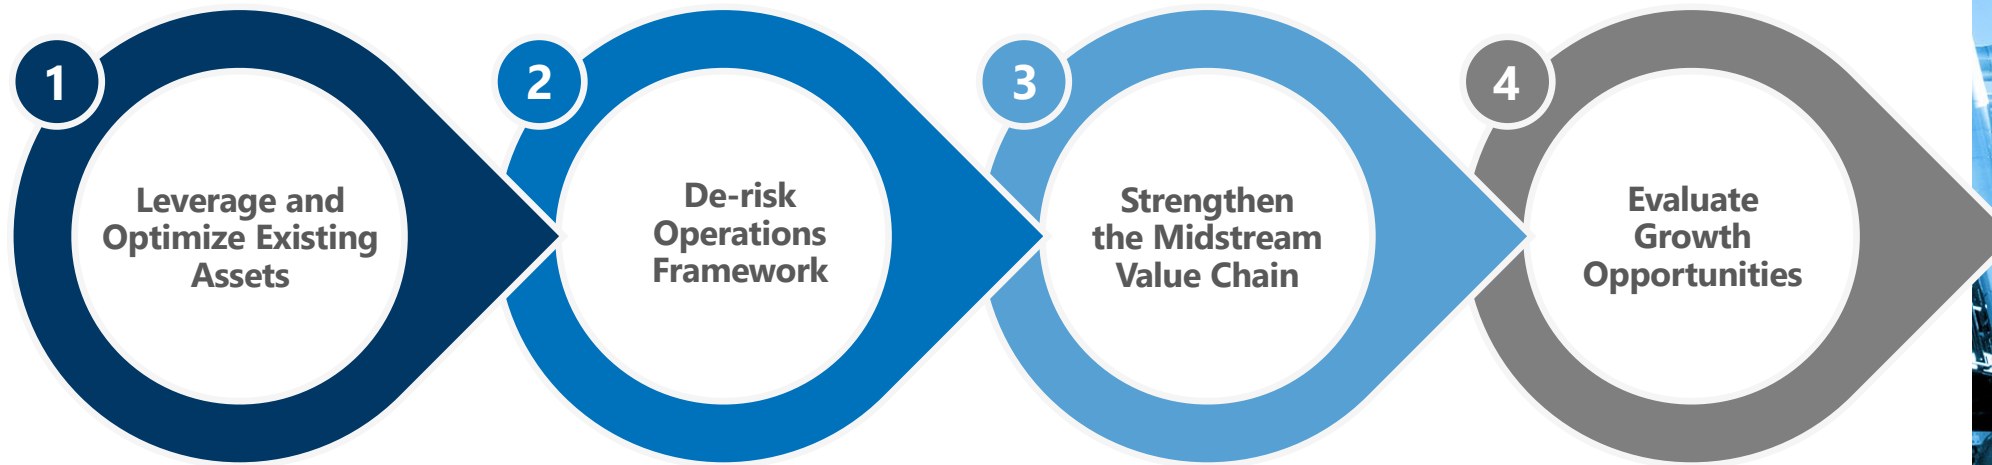 1
Leverage and
Optimize Existing
Assets
2
De-risk
Operations
Framework
3
Strengthen
the Midstream
Value Chain
4
Evaluate
Growth
Opportunities